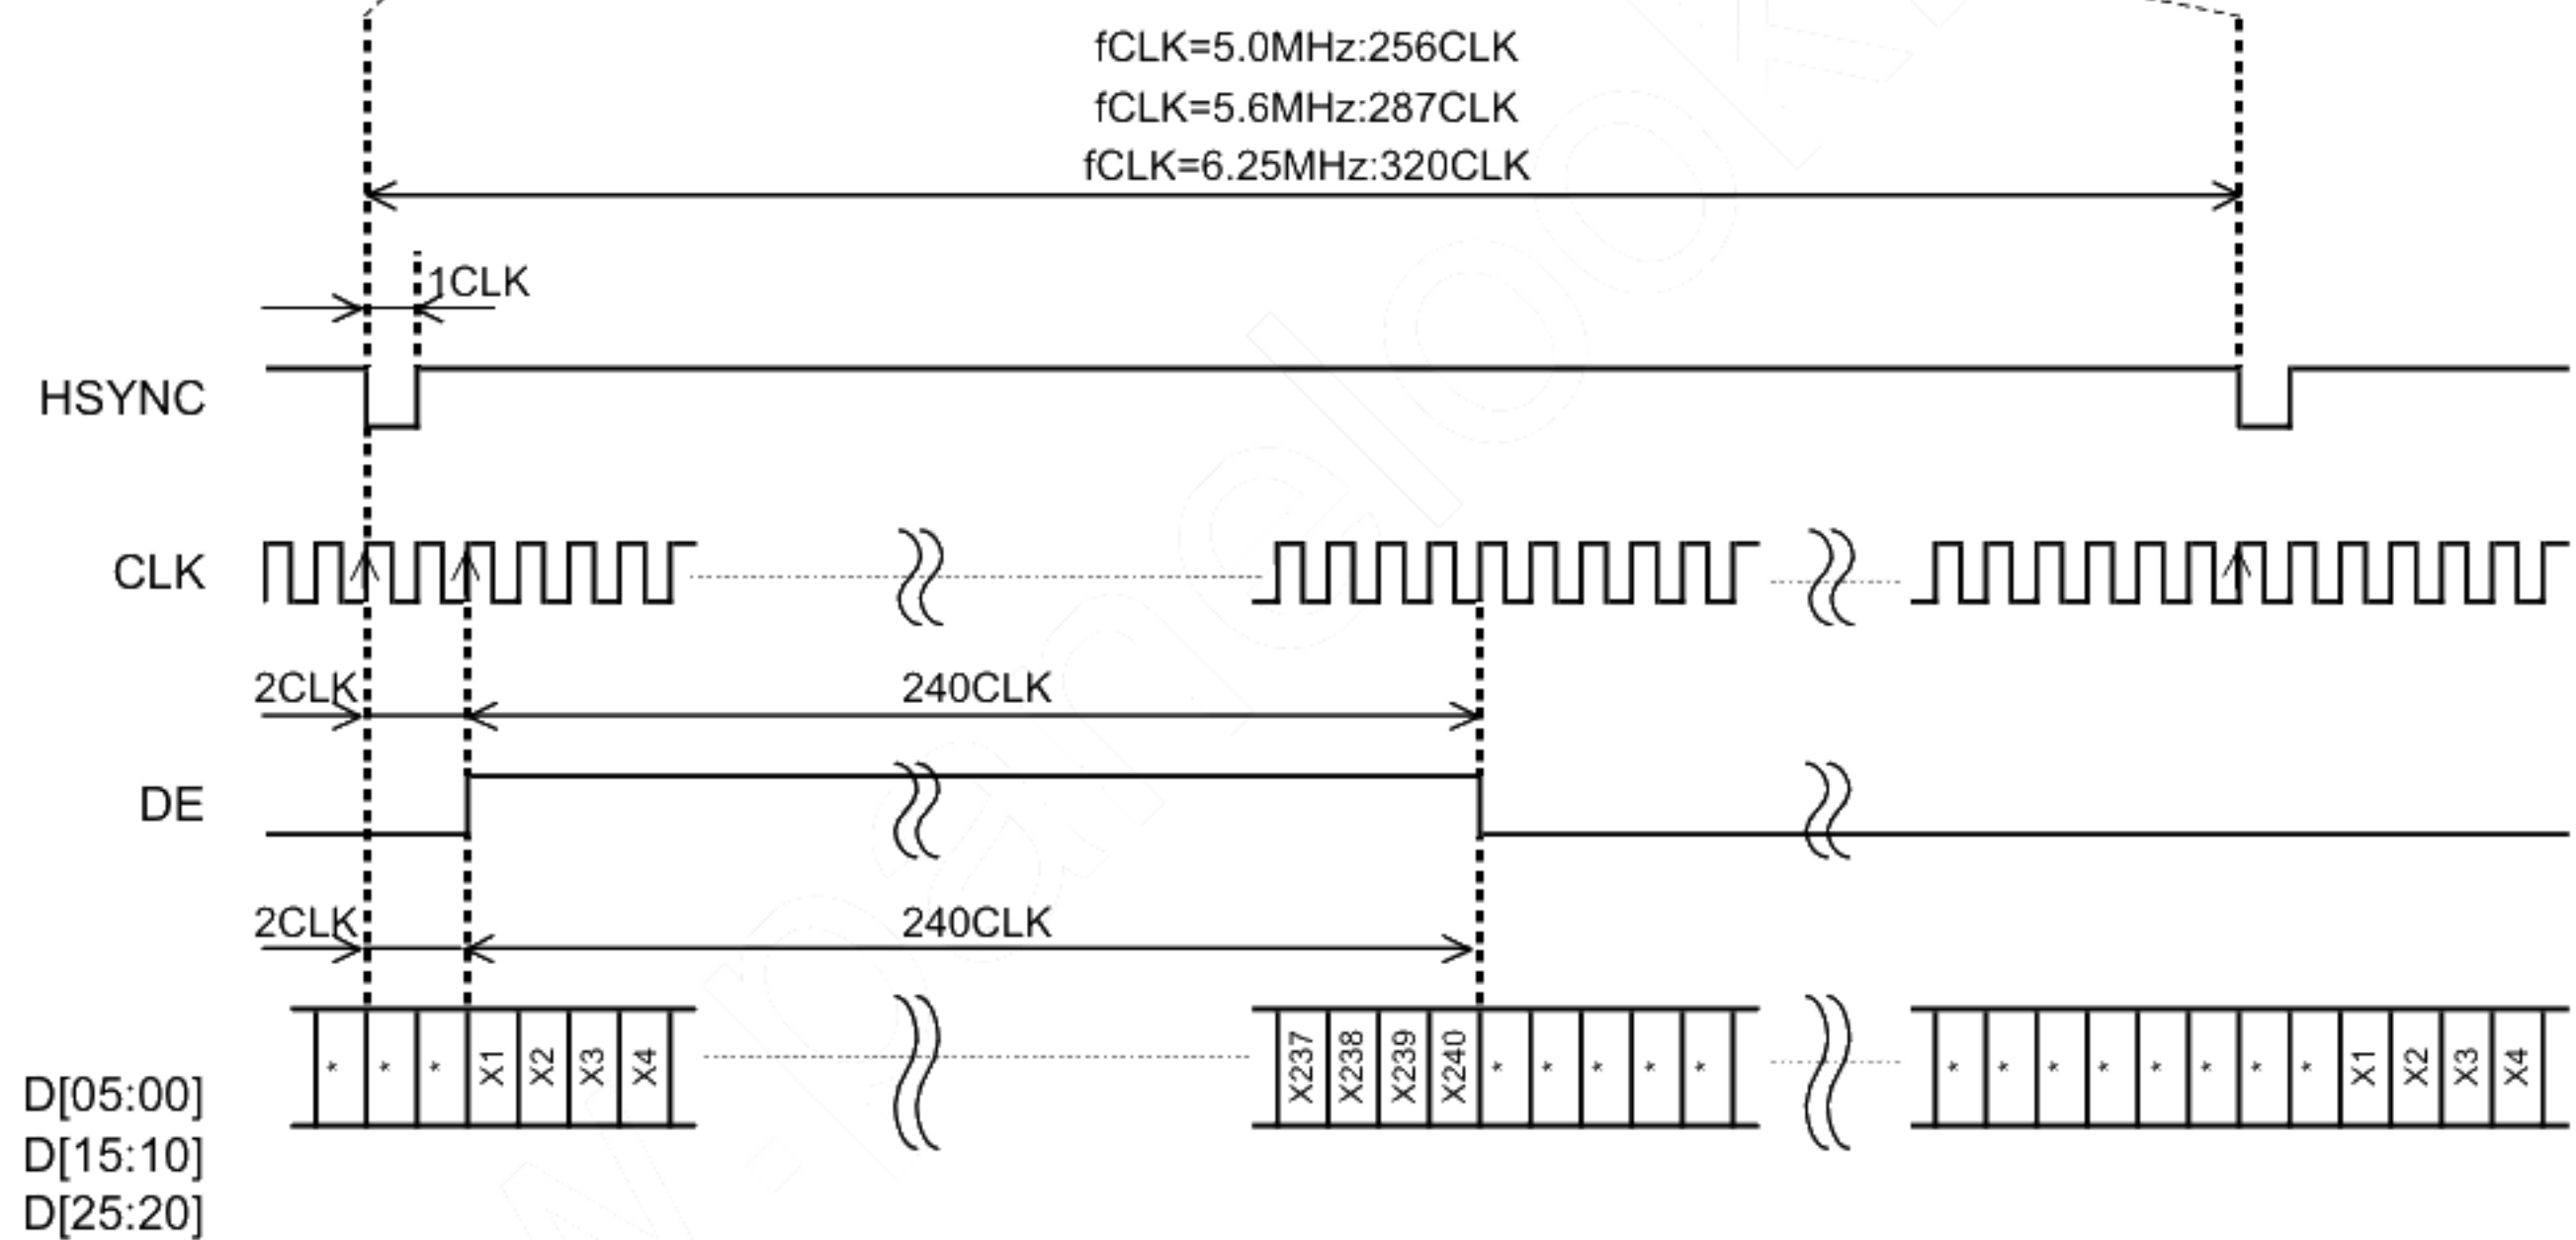 fCLK=5.0MHz:256CLK
fCLK=5.6MHz:287CLK
fCLK=6.25MHz:320CLK
1CLK
HSYNC
CLK
2CLK 240CLK
DE
2CLK 240CLK
* * * X1 X2 X3 X4 X237 X238 X239 X240 * * * * * * * * * * * * * X1 X2 X3 X4
D[05:00]
D[15:10]
D[25:20]